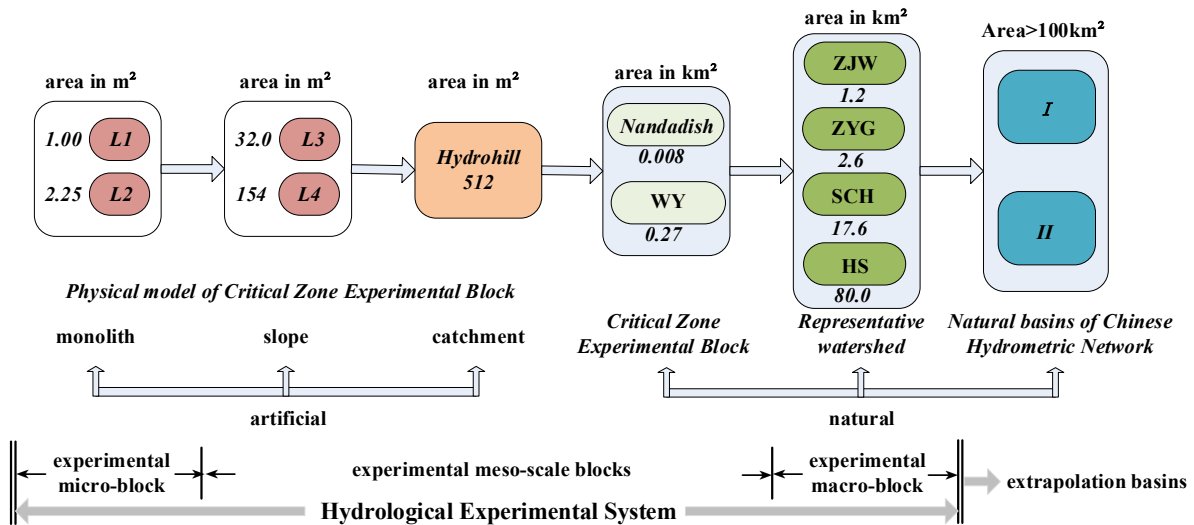 area in m²
1.00 L1
2.25 L2
area in m²
32.0 L3
154 L4
area in m²
Hydrohill
512
area in km²
Nandadish
0.008
WY
0.27
area in km²
ZJW
1.2
ZYG
2.6
SCH
17.6
HS
80.0
Area>100km²
I
II
Physical model of Critical Zone Experimental Block
Critical Zone
Experimental Block
Representative
watershed
Natural basins of Chinese
Hydrometric Network
monolith
slope
catchment
artificial
natural
experimental
micro-block
experimental meso-scale blocks
experimental
macro-block
extrapolation basins
Hydrological Experimental System